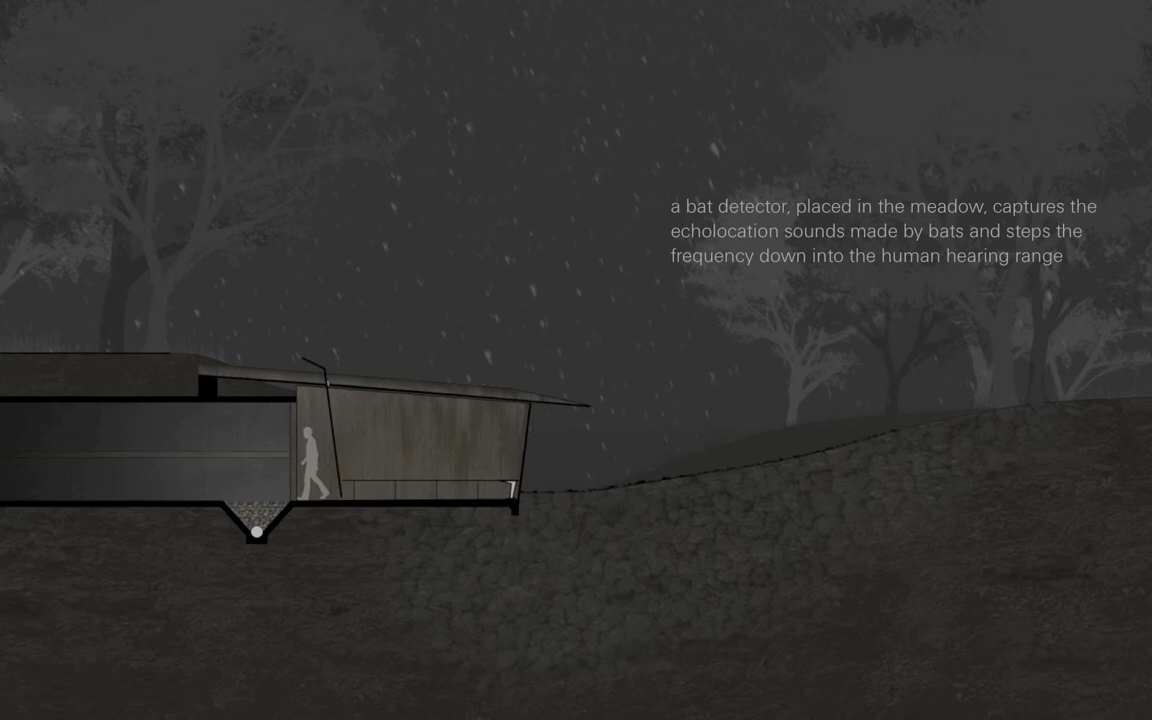 a bat detector, placed in the meadow, captures the
echolocation sounds made by bats and steps the
frequency down into the human hearing range